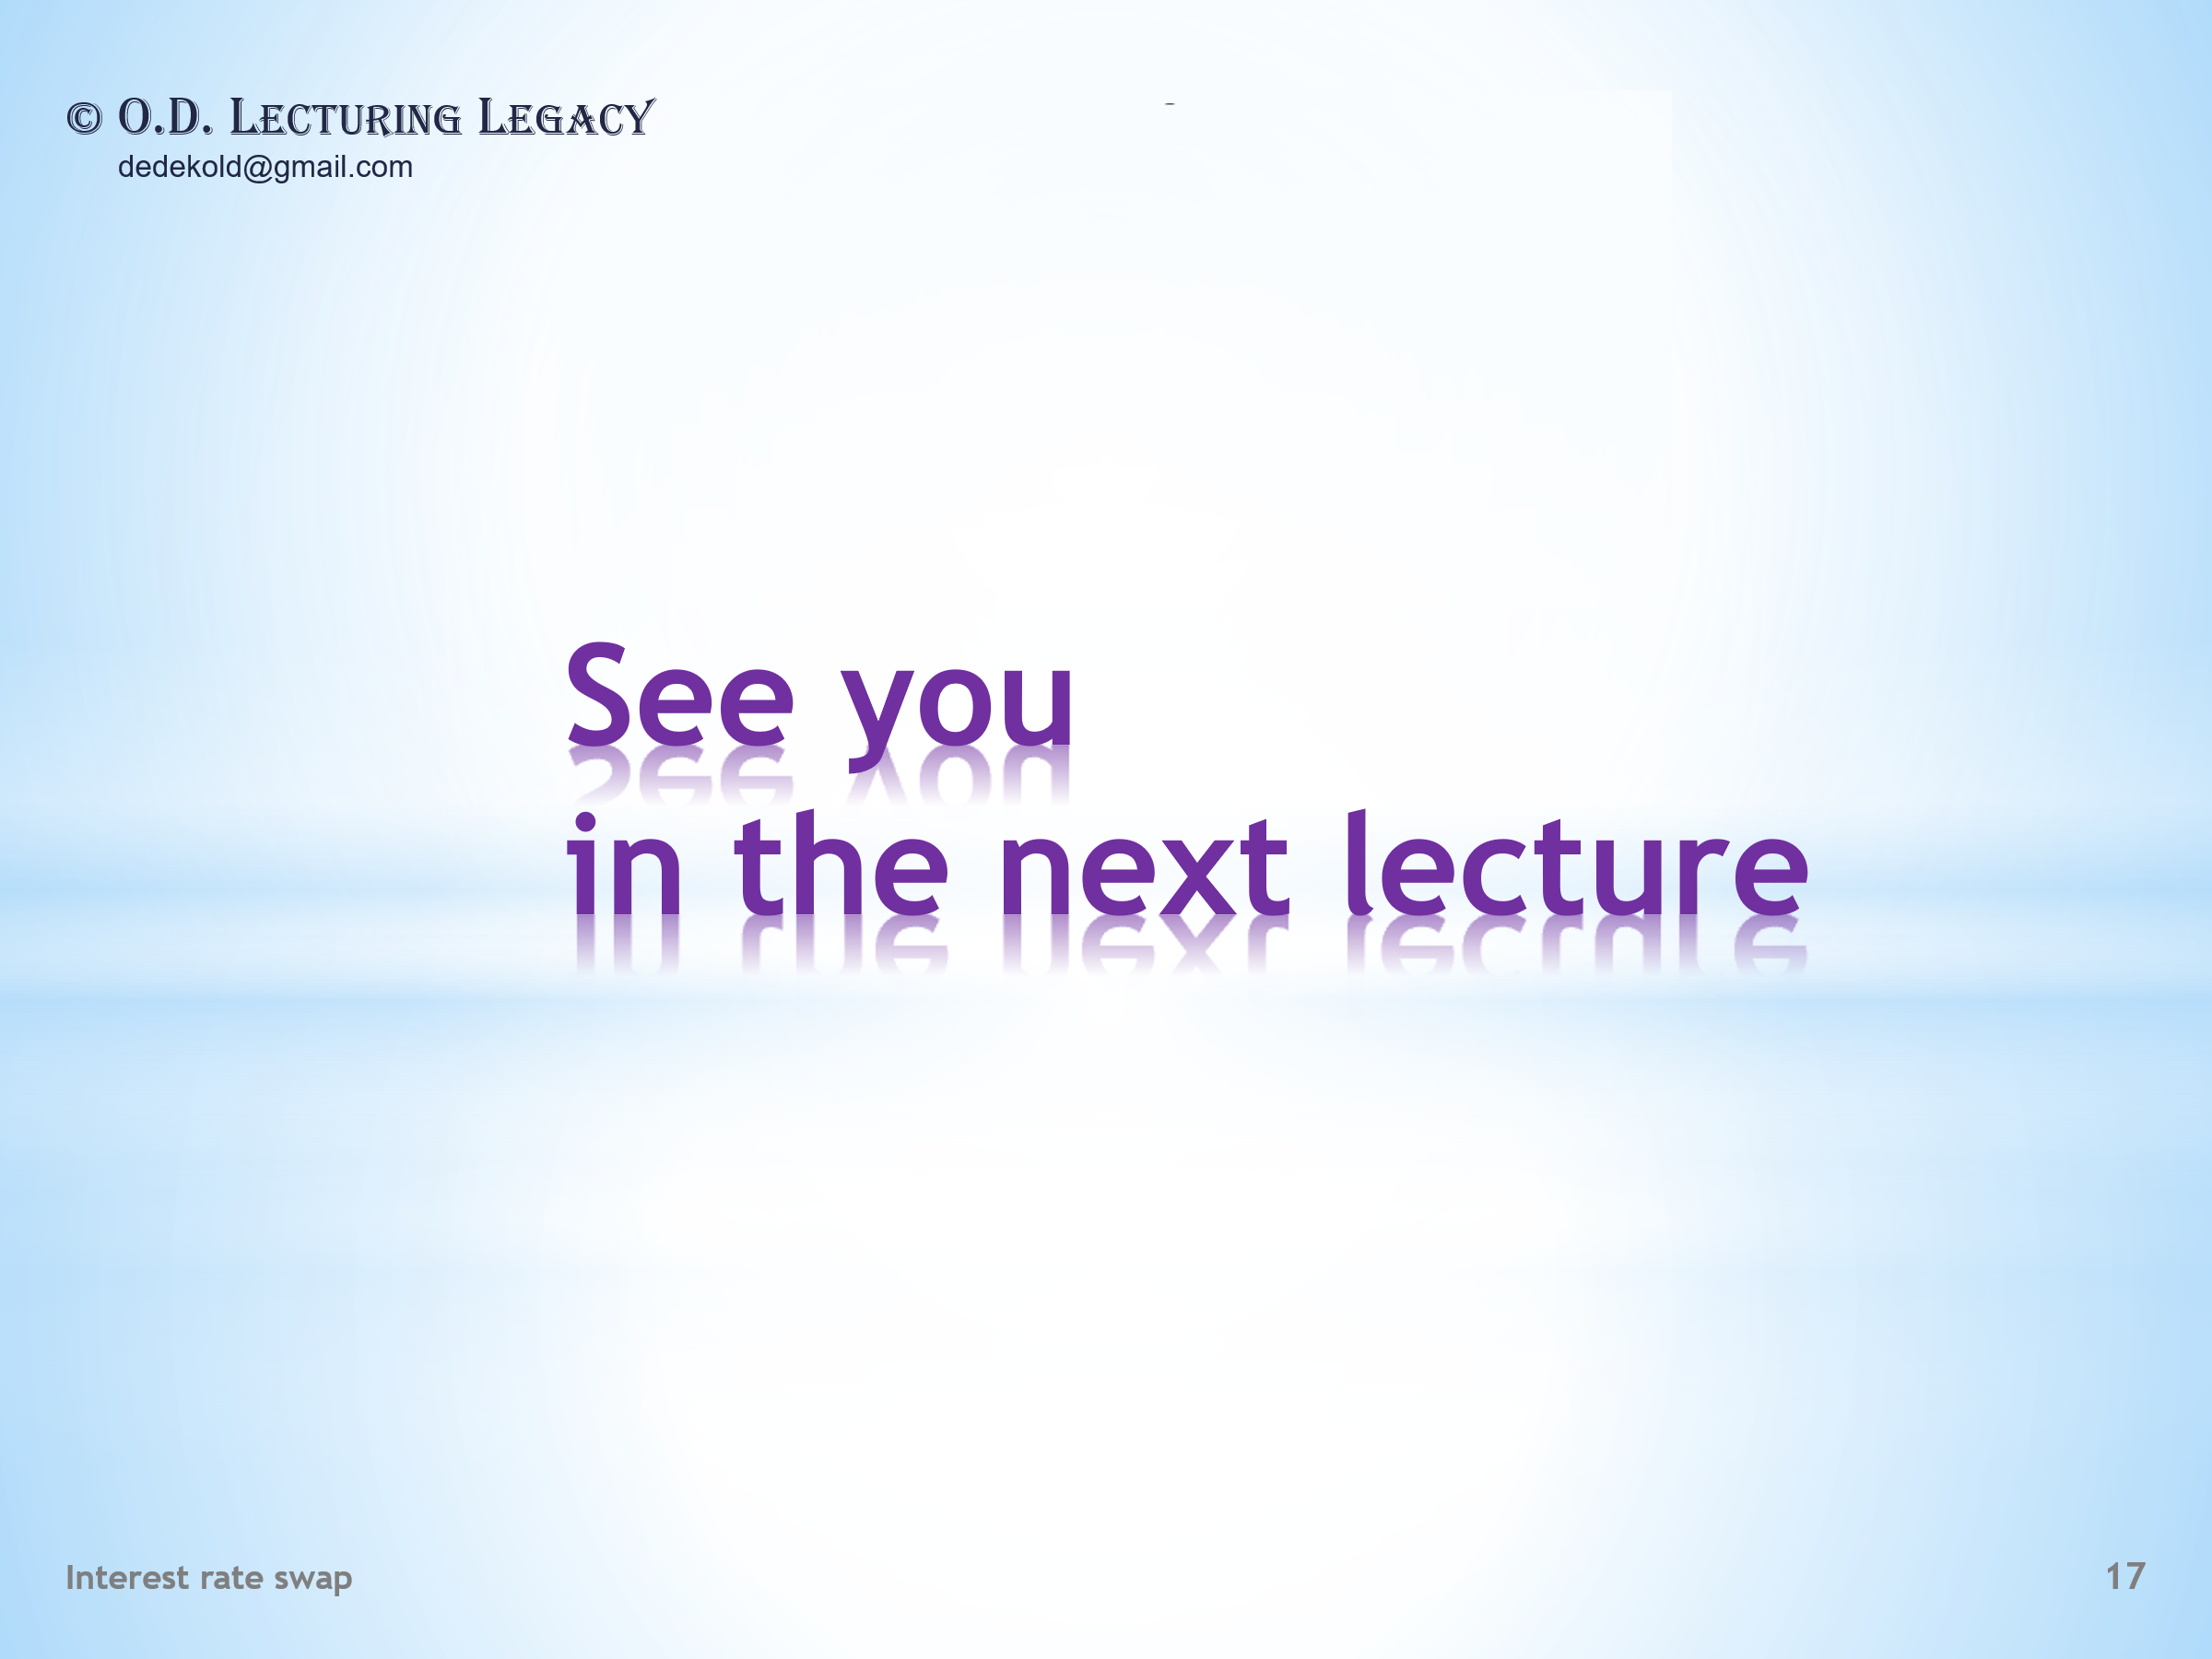 © O.D. Lecturing Legacy
dedekold@gmail.com
See you
in the next lecture
Interest rate swap
17